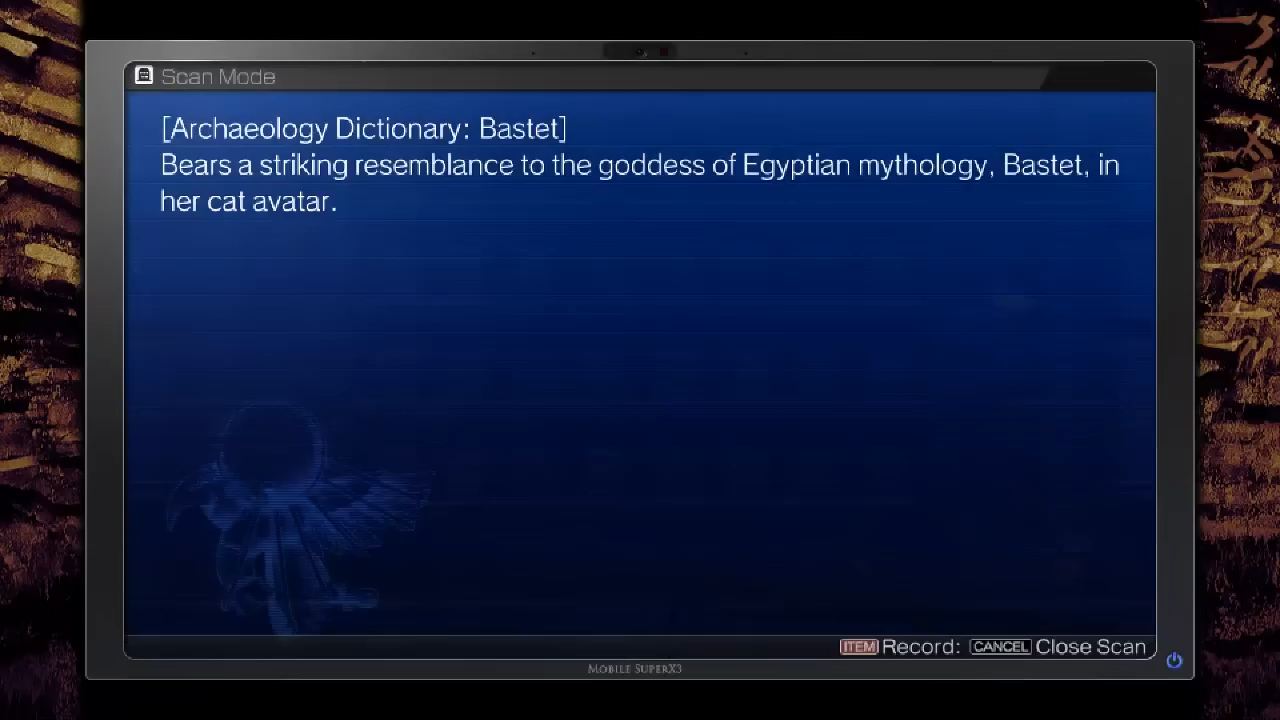 Scan Mode
[Archaeology Dictionary: Bastet]
Bears a striking resemblance to the goddess of Egyptian mythology, Bastet, in
her cat avatar.
ITEM Record: CANCEL Close Scan
MOBILE SUPERX3